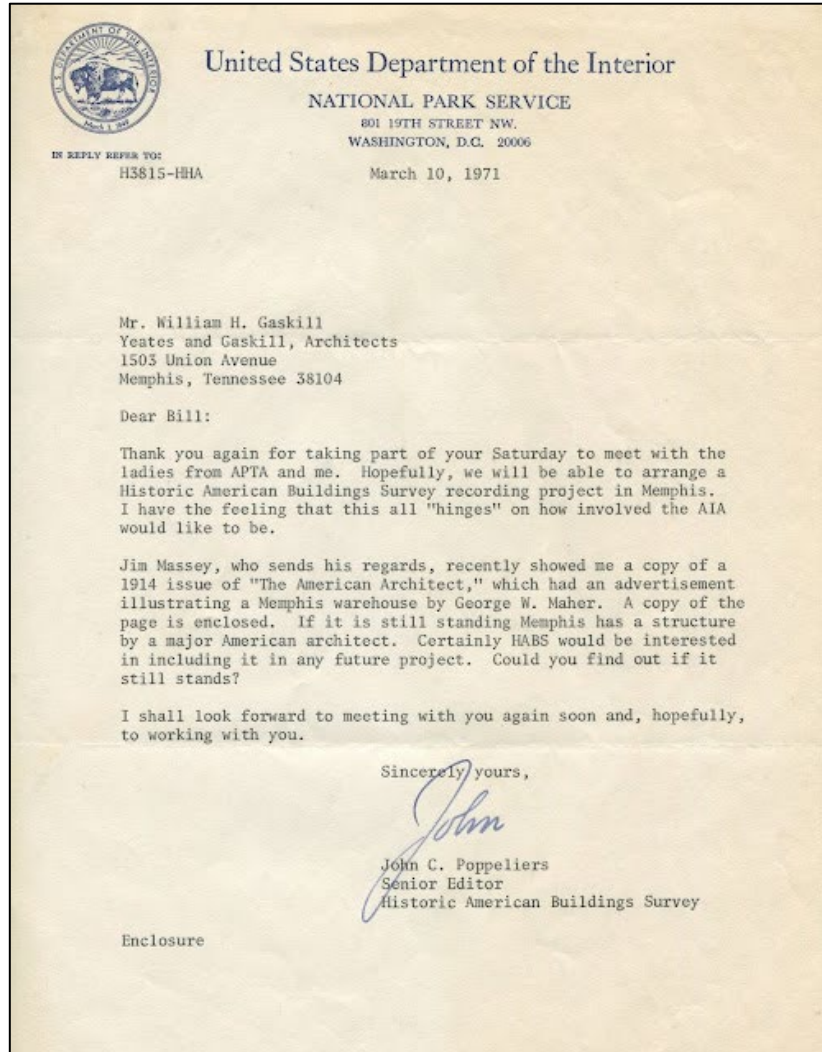 U.S. DEPARTMENT OF THE INTERIOR
March 3, 1849
United States Department of the Interior
NATIONAL PARK SERVICE
801 19TH STREET NW.
WASHINGTON, D.C. 20006
IN REPLY REFER TO:
H3815-HHA
March 10, 1971
Mr. William H. Gaskill
Yeates and Gaskill, Architects
1503 Union Avenue
Memphis, Tennessee 38104
Dear Bill:
Thank you again for taking part of your Saturday to meet with the
ladies from APTA and me. Hopefully, we will be able to arrange a
Historic American Buildings Survey recording project in Memphis.
I have the feeling that this all "hinges" on how involved the AIA
would like to be.
Jim Massey, who sends his regards, recently showed me a copy of a
1914 issue of "The American Architect," which had an advertisement
illustrating a Memphis warehouse by George W. Maher. A copy of the
page is enclosed. If it is still standing Memphis has a structure
by a major American architect. Certainly HABS would be interested
in including it in any future project. Could you find out if it
still stands?
I shall look forward to meeting with you again soon and, hopefully,
to working with you.
Sincerely yours,
John
John C. Poppeliers
Senior Editor
Historic American Buildings Survey
Enclosure